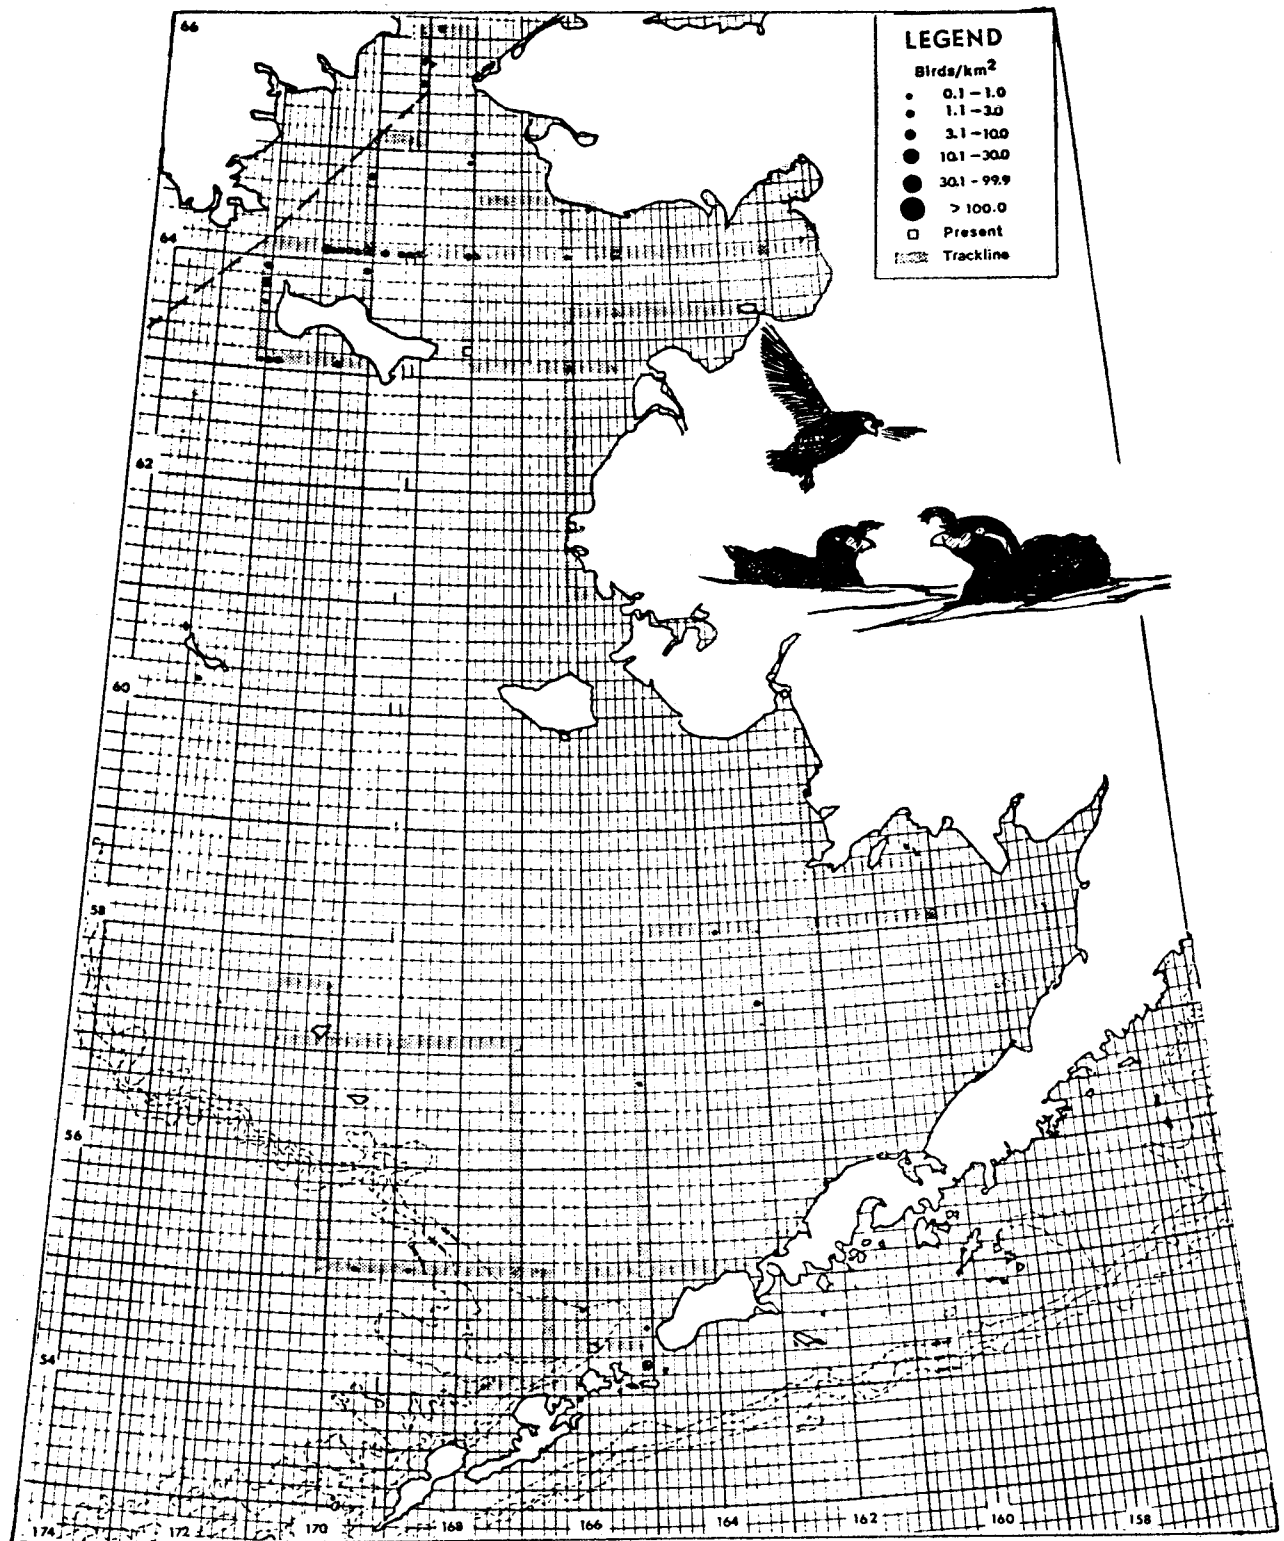 66
LEGEND
Birds/km²
0.1 – 1.0
1.1 – 3.0
3.1 – 10.0
10.1 – 30.0
30.1 – 99.9
> 100.0
Present
Trackline
64
62
60
58
56
54
174 172 170 168 166 164 162 160 158